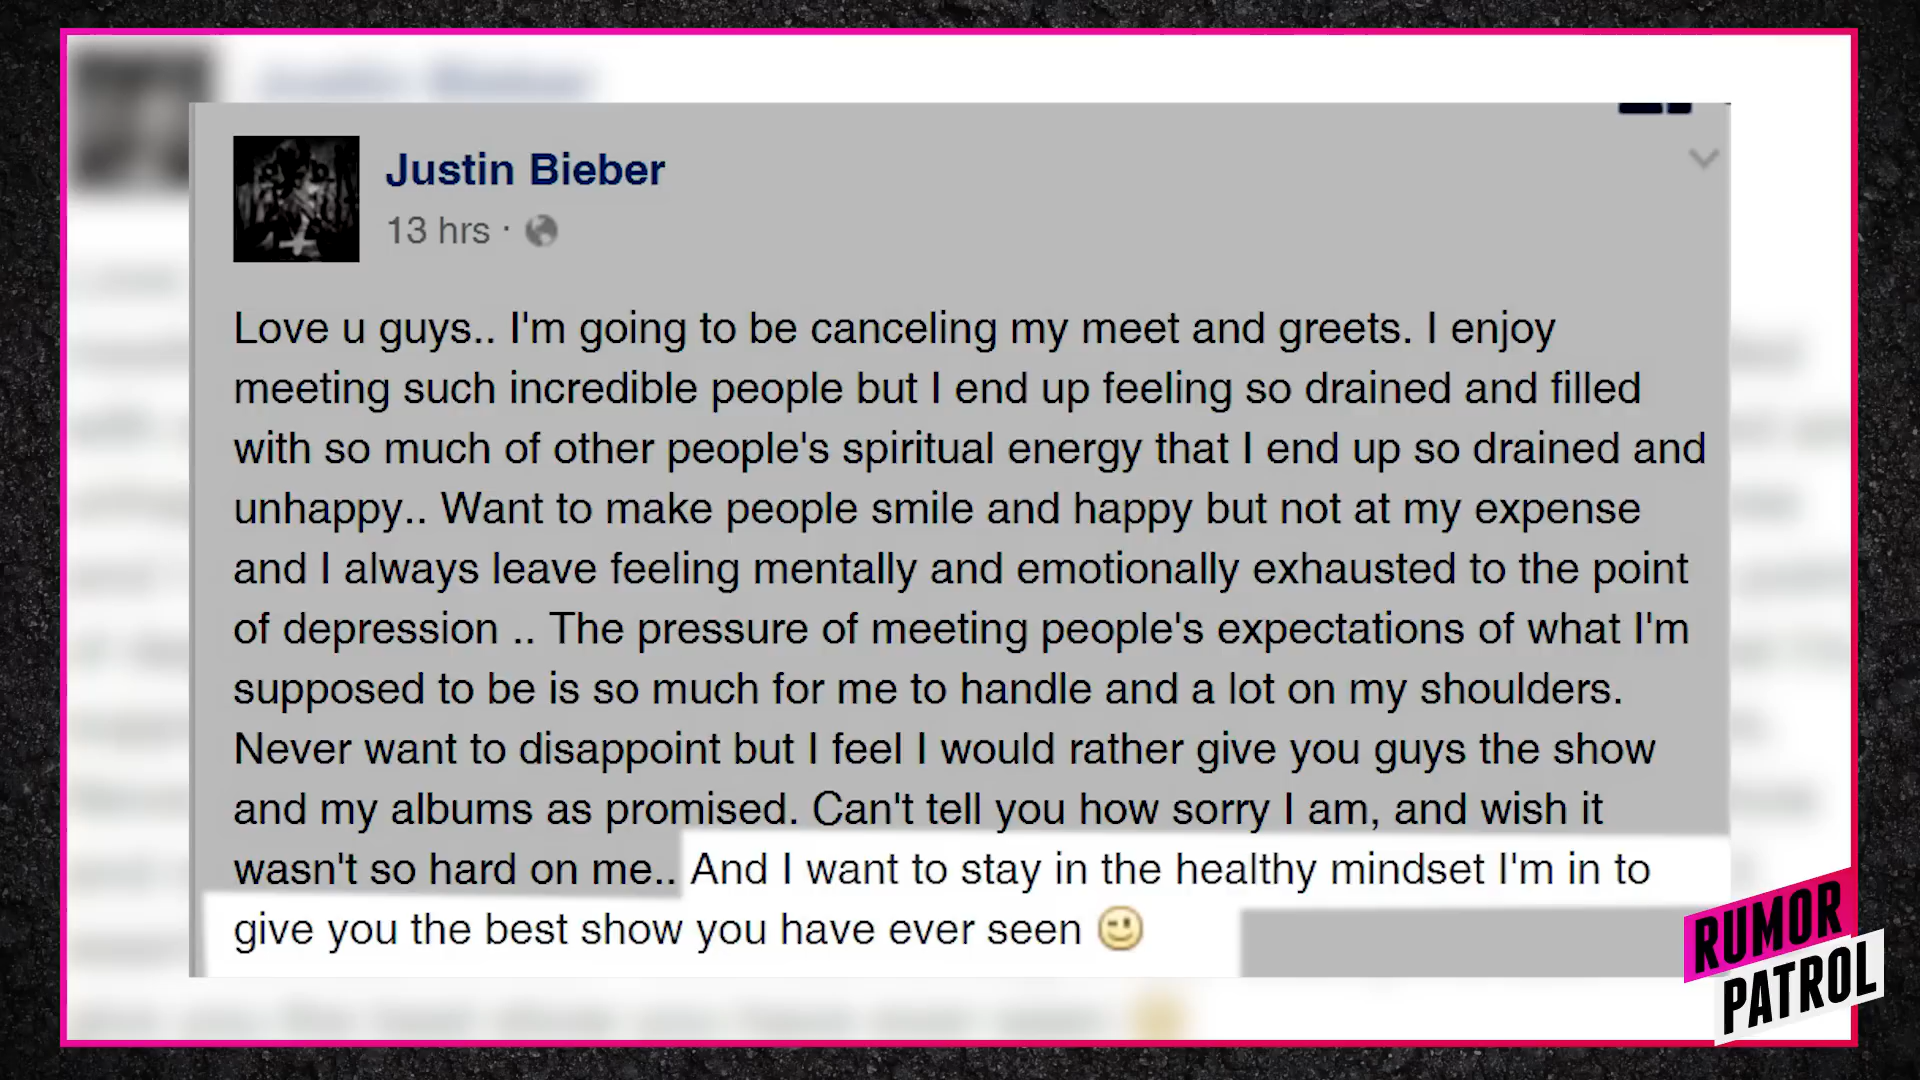 Justin Bieber
13 hrs ·
Love u guys.. I'm going to be canceling my meet and greets. I enjoy
meeting such incredible people but I end up feeling so drained and filled
with so much of other people's spiritual energy that I end up so drained and
unhappy.. Want to make people smile and happy but not at my expense
and I always leave feeling mentally and emotionally exhausted to the point
of depression .. The pressure of meeting people's expectations of what I'm
supposed to be is so much for me to handle and a lot on my shoulders.
Never want to disappoint but I feel I would rather give you guys the show
and my albums as promised. Can't tell you how sorry I am, and wish it
wasn't so hard on me.. And I want to stay in the healthy mindset I'm in to
give you the best show you have ever seen 😉
RUMOR
PATROL